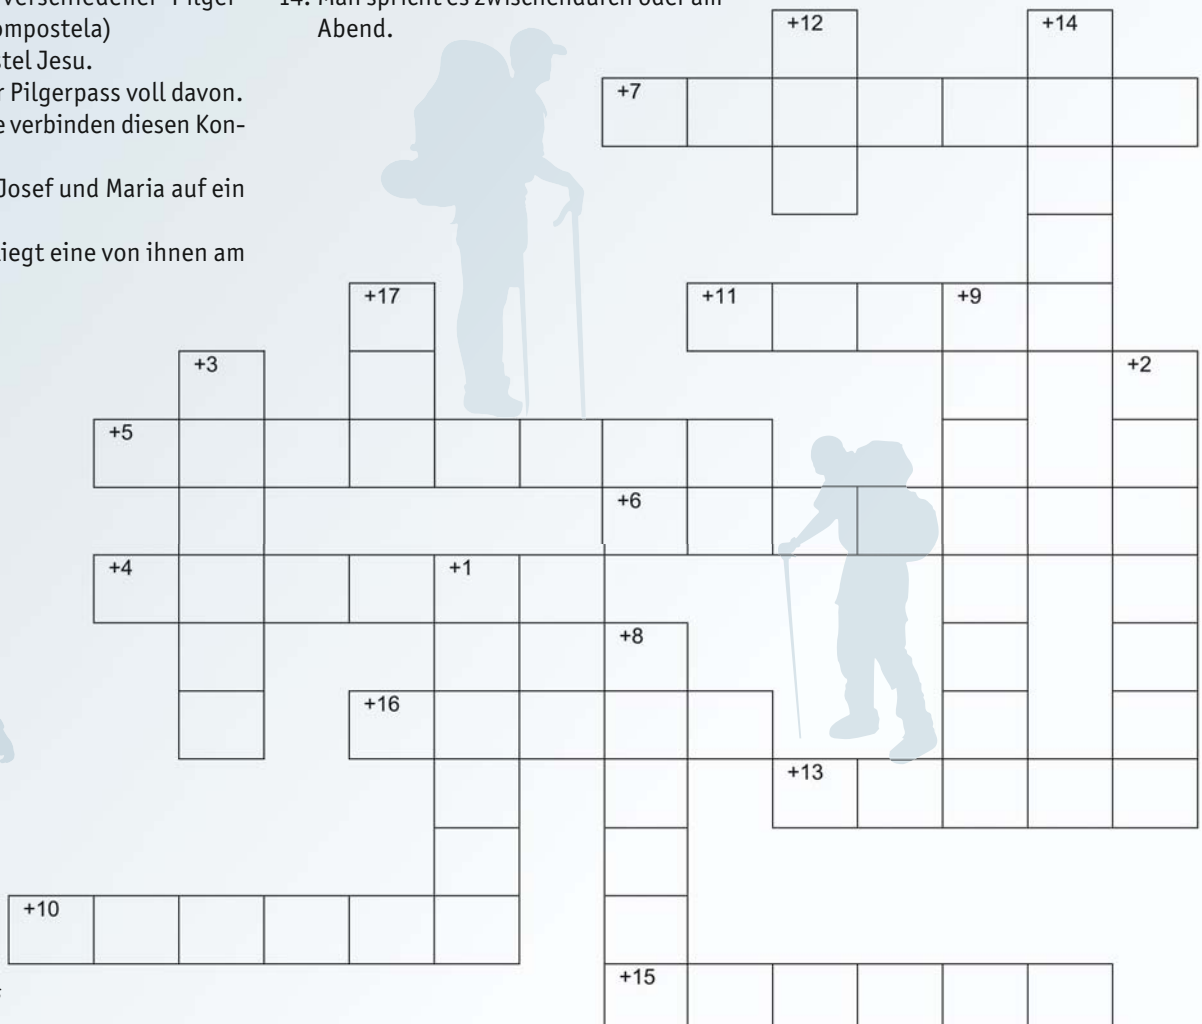 verschiedener Pilger-
ompostela)
stel Jesu.
r Pilgerpass voll davon.
e verbinden diesen Kon-
Josef und Maria auf ein
iegt eine von ihnen am
14. Man spricht es zwischendurch oder am
Abend.
+12 +14
+7
+17 +11 +9
+3 +2
+5
+6
+4 +1
+8
+16
+13
+10
+15